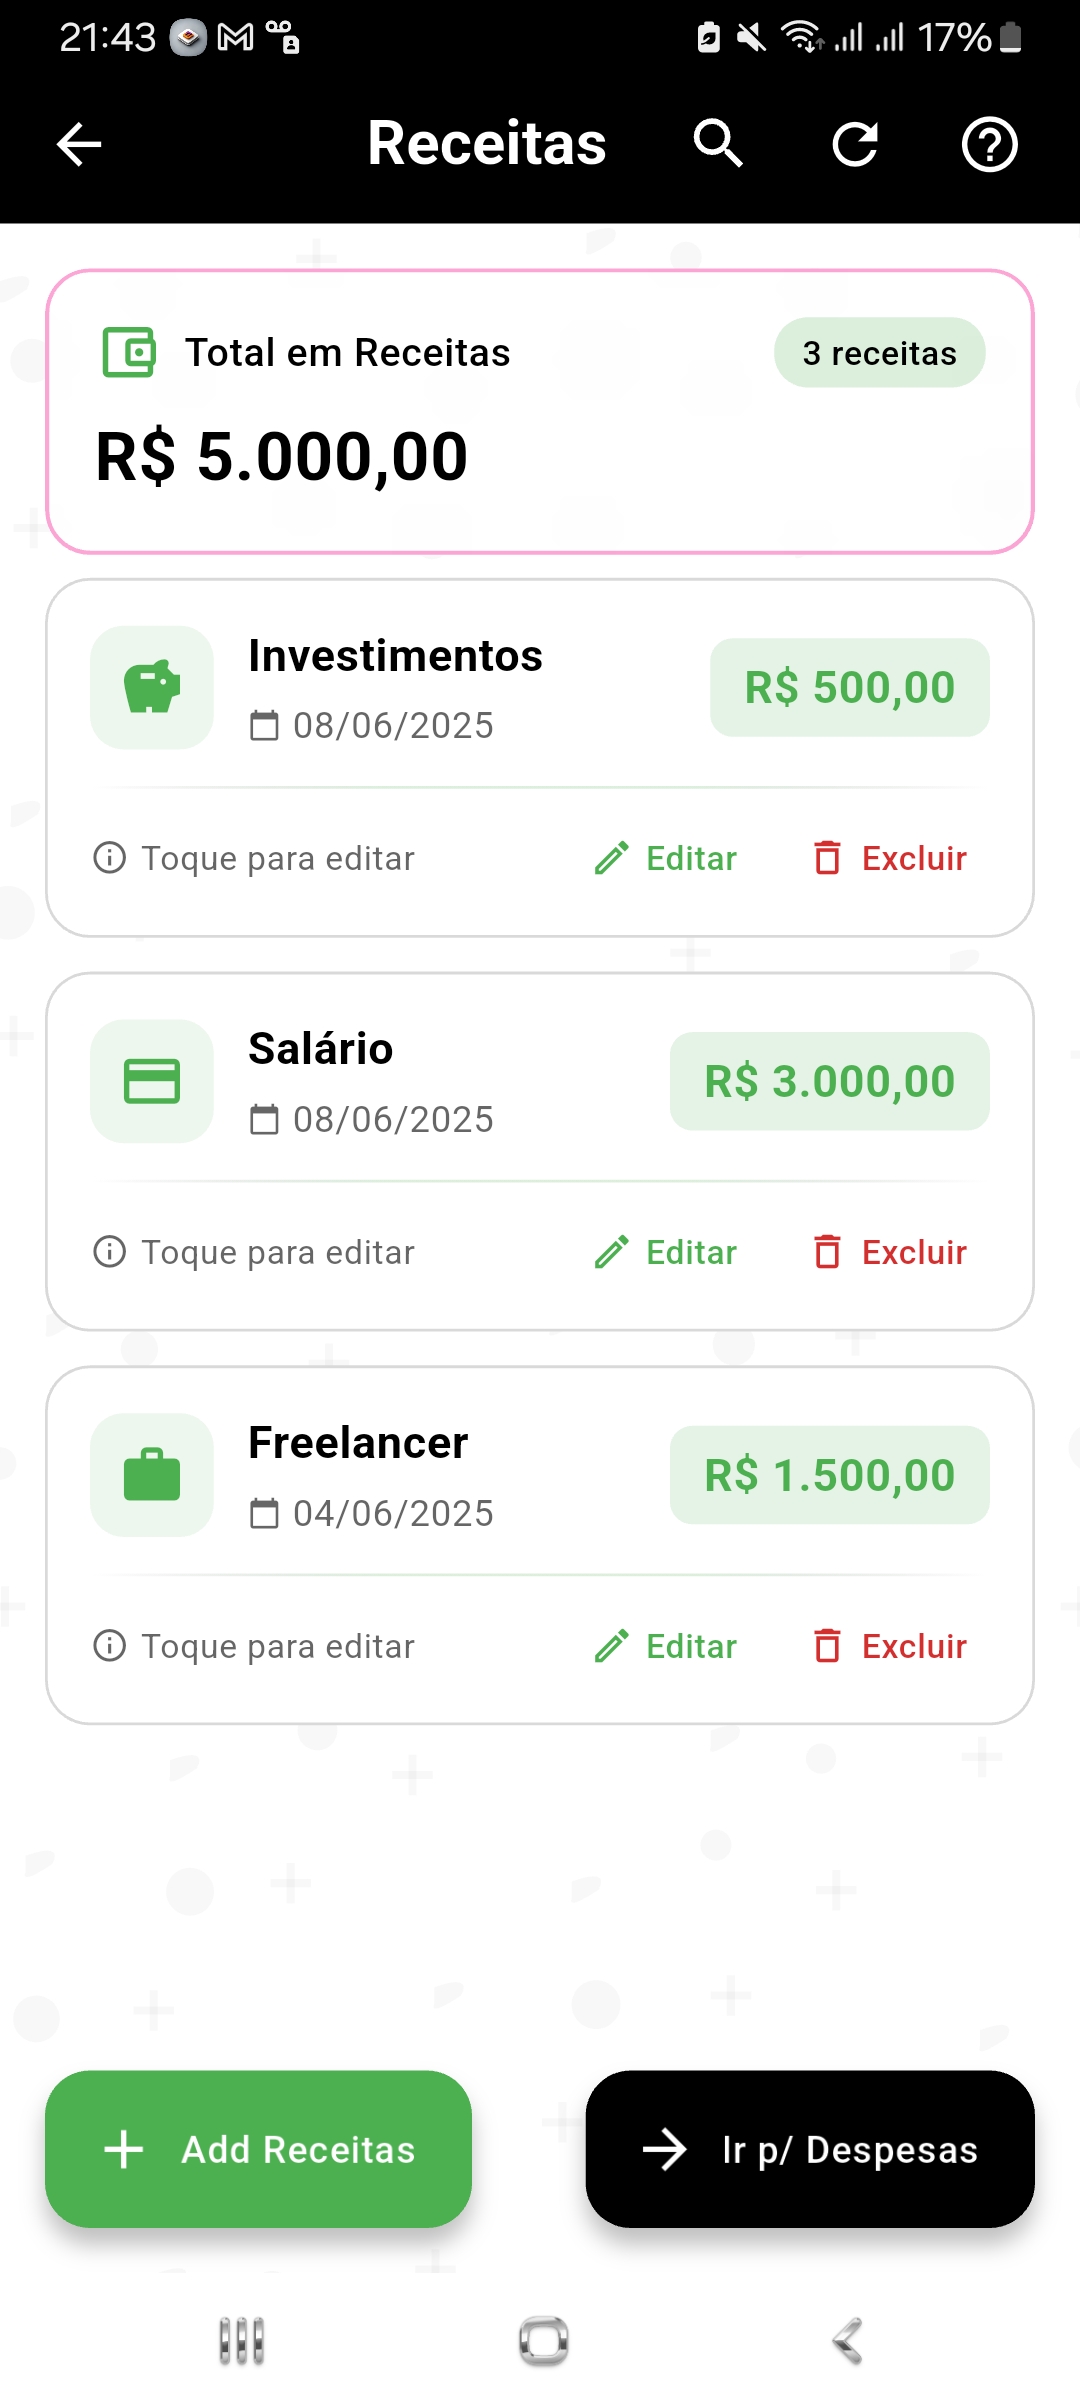 21:43 17%
Receitas
Total em Receitas 3 receitas
R$ 5.000,00
Investimentos R$ 500,00
08/06/2025
Toque para editar Editar Excluir
Salário R$ 3.000,00
08/06/2025
Toque para editar Editar Excluir
Freelancer R$ 1.500,00
04/06/2025
Toque para editar Editar Excluir
Add Receitas Ir p/ Despesas